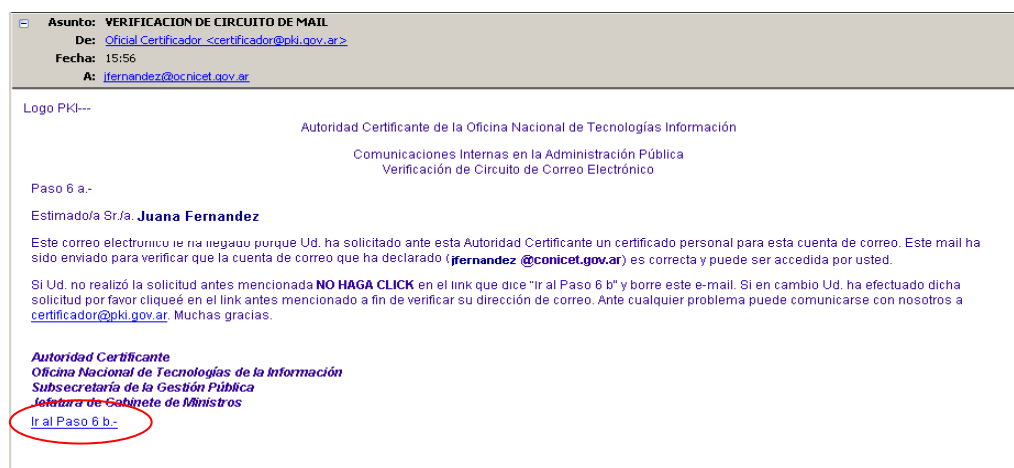 Asunto: VERIFICACION DE CIRCUITO DE MAIL
De: Oficial Certificador <certificador@pki.gov.ar>
Fecha: 15:56
A: jfernandez@ocnicet.gov.ar
Logo PKI---
Autoridad Certificante de la Oficina Nacional de Tecnologías Información
Comunicaciones Internas en la Administración Pública
Verificación de Circuito de Correo Electrónico
Paso 6 a.-
Estimado/a Sr./a. Juana Fernandez
Este correo electronico le ha llegado porque Ud. ha solicitado ante esta Autoridad Certificante un certificado personal para esta cuenta de correo. Este mail ha
sido enviado para verificar que la cuenta de correo que ha declarado (jfernandez @conicet.gov.ar) es correcta y puede ser accedida por usted.
Si Ud. no realizó la solicitud antes mencionada NO HAGA CLICK en el link que dice "Ir al Paso 6 b" y borre este e-mail. Si en cambio Ud. ha efectuado dicha
solicitud por favor cliqueé en el link antes mencionado a fin de verificar su dirección de correo. Ante cualquier problema puede comunicarse con nosotros a
certificador@pki.gov.ar. Muchas gracias.
Autoridad Certificante
Oficina Nacional de Tecnologías de la Información
Subsecretaría de la Gestión Pública
Jefatura de Gabinete de Ministros
Ir al Paso 6 b.-